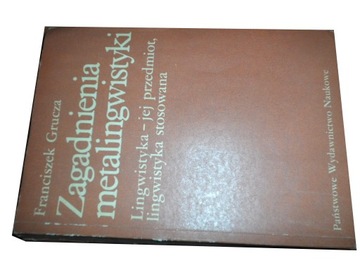 Franciszek Grucza
Zagadnienia
metalingwistyki
Lingwistyka – jej przedmiot,
lingwistyka stosowana
Państwowe Wydawnictwo Naukowe